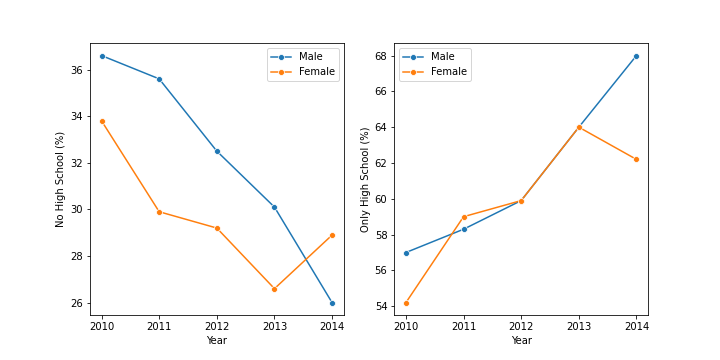 No High School (%)
36
34
32
30
28
26
2010 2011 2012 2013 2014
Year
Male
Female
Only High School (%)
68
66
64
62
60
58
56
54
2010 2011 2012 2013 2014
Year
Male
Female